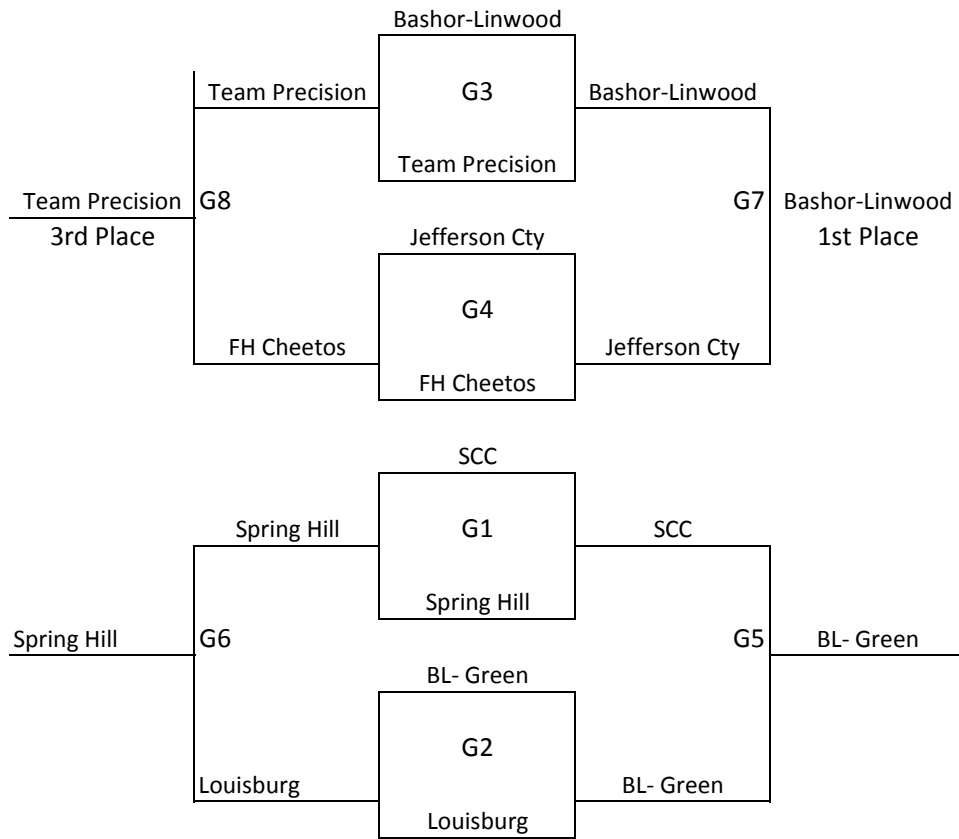 Bashor-Linwood
Team Precision
G3
Bashor-Linwood
Team Precision
Team Precision
G8
G7
Bashor-Linwood
3rd Place
Jefferson Cty
1st Place
G4
FH Cheetos
Jefferson Cty
FH Cheetos
SCC
Spring Hill
G1
SCC
Spring Hill
Spring Hill
G6
G5
BL- Green
BL- Green
G2
Louisburg
BL- Green
Louisburg